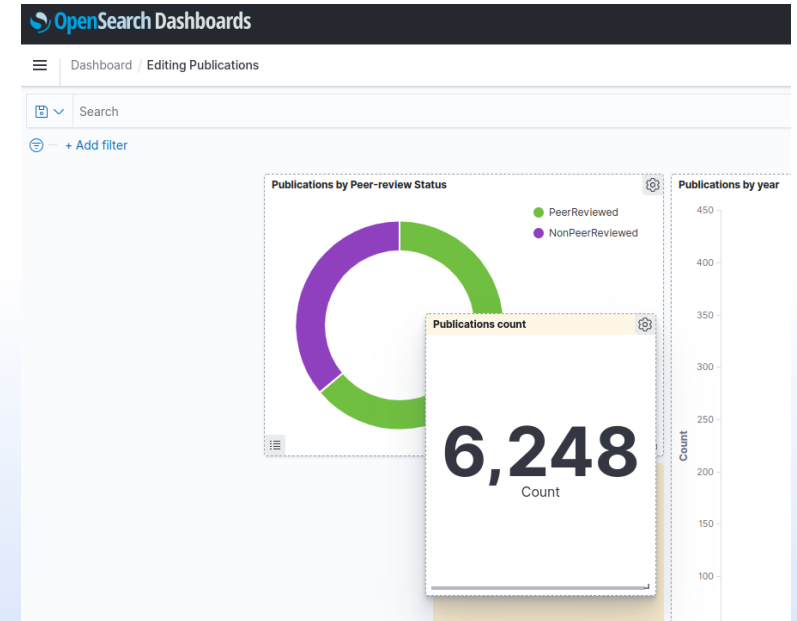 OpenSearch Dashboards
Dashboard / Editing Publications
Search
+ Add filter
Publications by Peer-review Status
PeerReviewed
NonPeerReviewed
Publications count
6,248
Count
Publications by year
450
400
350
300
250
200
150
100
Count